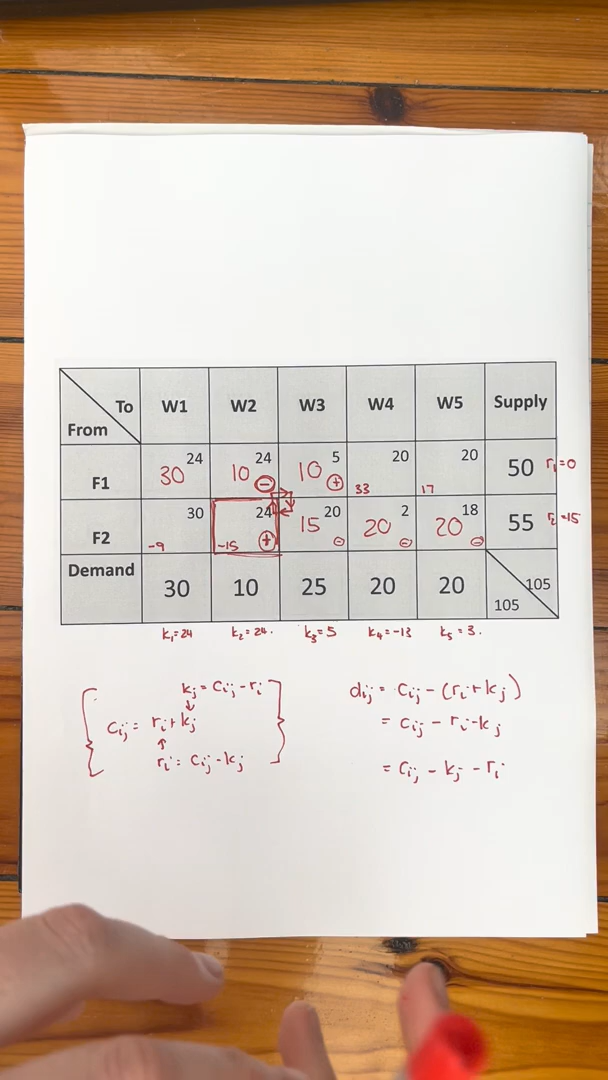 To W1 W2 W3 W4 W5 Supply
From
24 24 5 20 20
F1 30 10 ⊖ 10 ⊕ 33 17 50 r₁=0
30 24 20 2 18
F2 -9 -15 ⊕ 15 ⊖ 20 ⊖ 20 ⊖ 55 r₂=15
Demand 30 10 25 20 20 105 105
k₁=24 k₂=24. k₃=5 k₄=-13 k₅=3.
kⱼ=cᵢⱼ-rᵢ
cᵢⱼ=rᵢ+kⱼ
rᵢ=cᵢⱼ-kⱼ
dᵢⱼ=cᵢⱼ-(rᵢ+kⱼ)
=cᵢⱼ-rᵢ-kⱼ
=cᵢⱼ-kⱼ-rᵢ